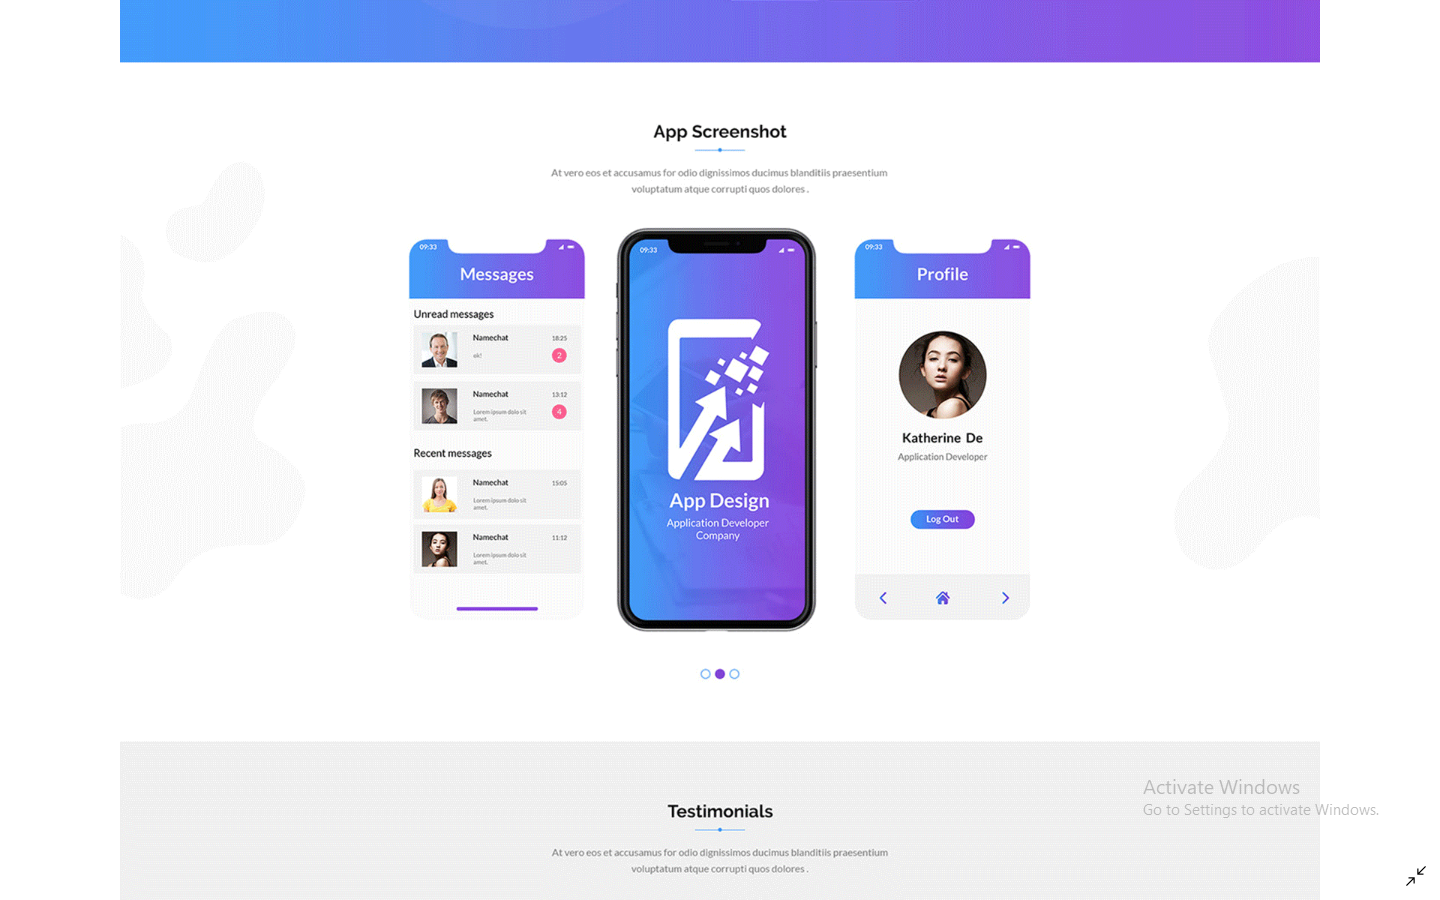 App Screenshot
At vero eos et accusamus for odio dignissimos ducimus blanditiis praesentium
voluptatum atque corrupti quos dolores .
09:33
Messages
Unread messages
Namechat
18:25
ok!
2
Namechat
13:12
Lorem ipsum dolo sit
amet.
4
Recent messages
Namechat
15:05
Lorem ipsum dolo sit
amet.
Namechat
11:12
Lorem ipsum dolo sit
amet.
09:33
App Design
Application Developer
Company
09:33
Profile
Katherine De
Application Developer
Log Out
Testimonials
At vero eos et accusamus for odio dignissimos ducimus blanditiis praesentium
voluptatum atque corrupti quos dolores .
Activate Windows
Go to Settings to activate Windows.